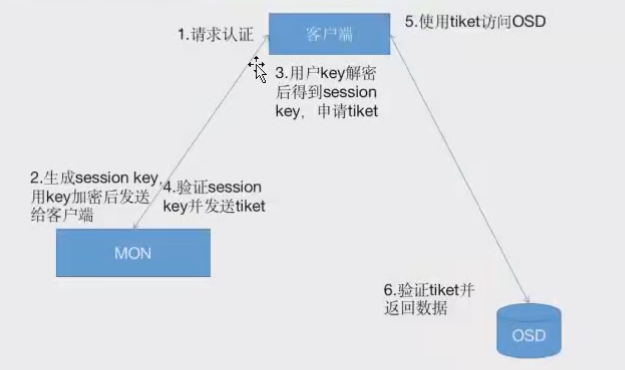 1.请求认证
客户端
5.使用tiket访问OSD
3.用户key解密
后得到session
key，申请tiket
2.生成session key,
用key加密后发送
给客户端
4.验证session
key并发送tiket
MON
6.验证tiket并
返回数据
OSD